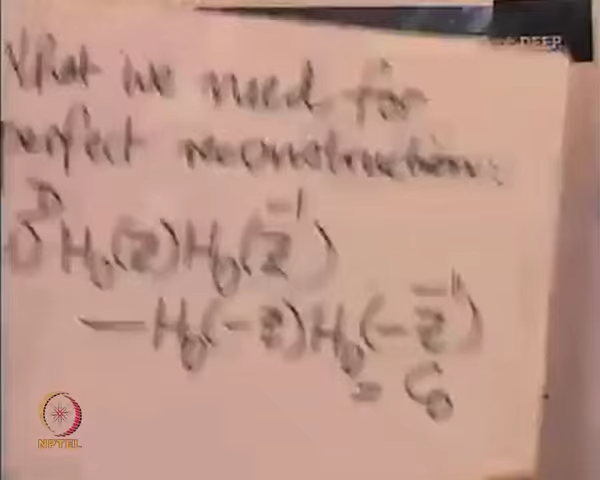 What we need for
perfect reconstruction:
H₀(z)H₀(z⁻¹)
— H₀(-z)H₀(-z⁻¹)
= C₀
NPTEL